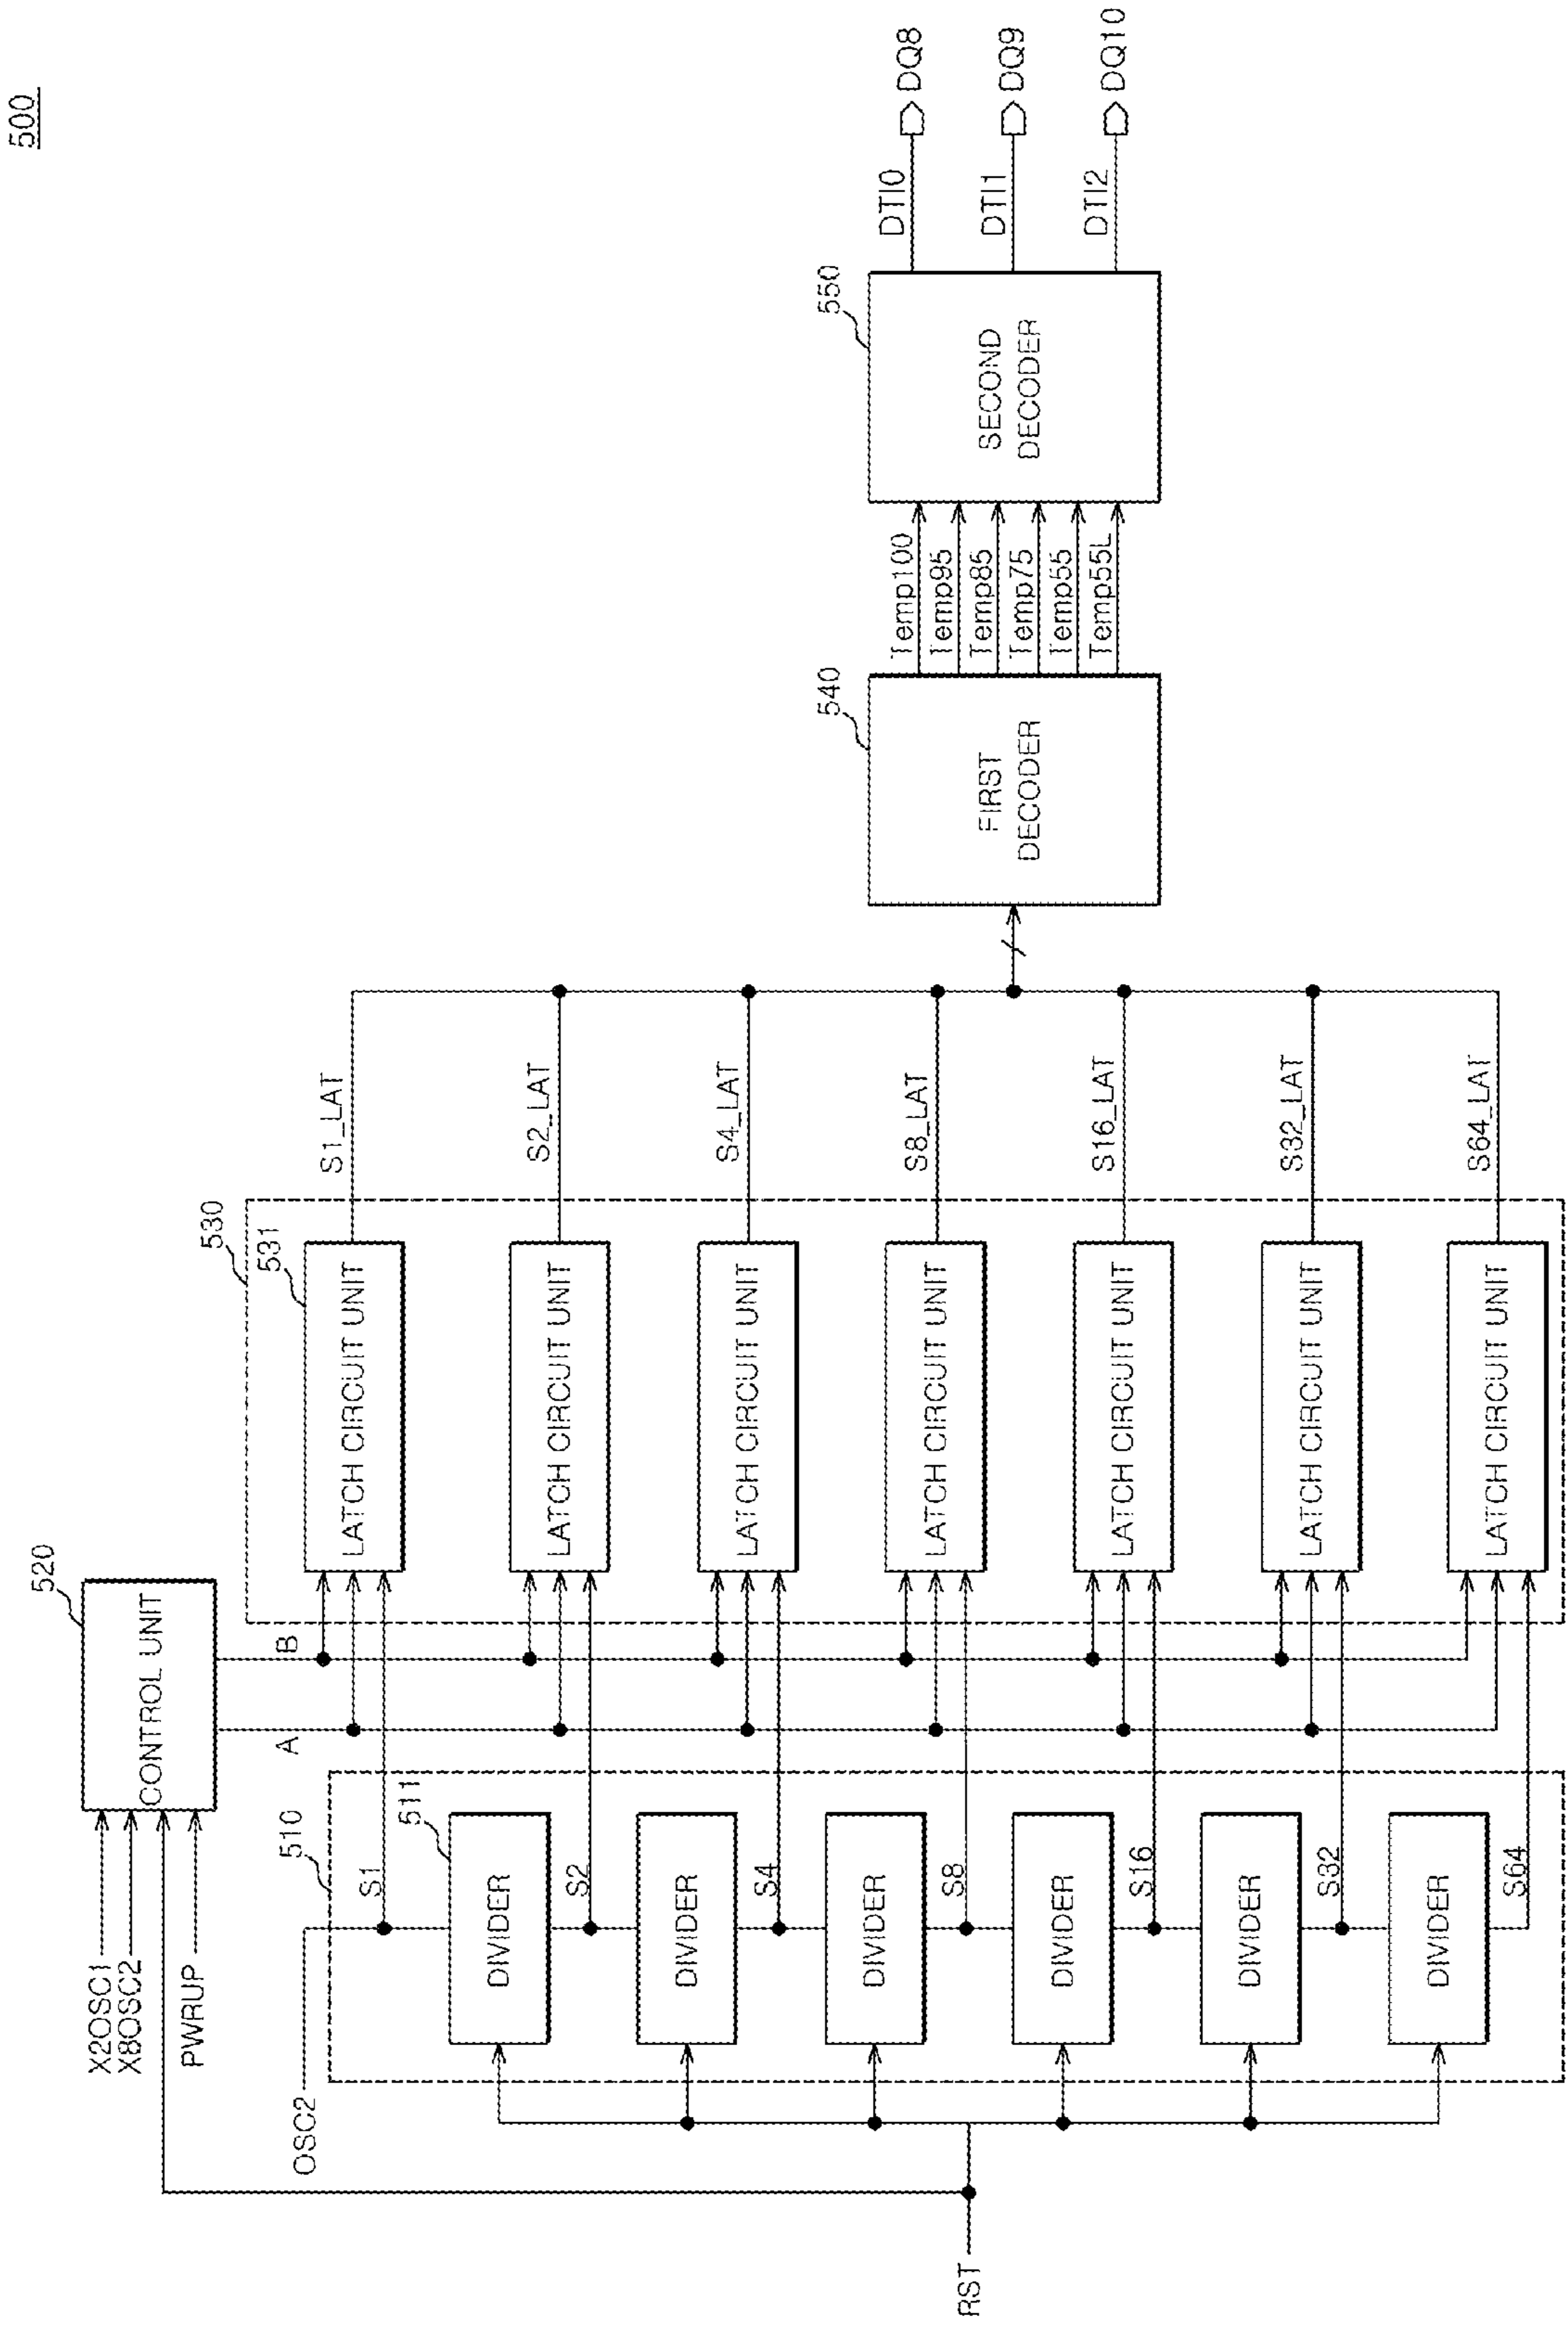 500
520
CONTROL UNIT
X2OSC1
X8OSC2
PWRUP
A
B
OSC2
RST
510
511
DIVIDER
DIVIDER
DIVIDER
DIVIDER
DIVIDER
DIVIDER
S1
S2
S4
S8
S16
S32
S64
530
531
LATCH CIRCUIT UNIT
LATCH CIRCUIT UNIT
LATCH CIRCUIT UNIT
LATCH CIRCUIT UNIT
LATCH CIRCUIT UNIT
LATCH CIRCUIT UNIT
LATCH CIRCUIT UNIT
S1_LAT
S2_LAT
S4_LAT
S8_LAT
S16_LAT
S32_LAT
S64_LAT
540
FIRST
DECODER
Temp100
Temp95
Temp85
Temp75
Temp55
Temp55L
550
SECOND
DECODER
DTI0
DTI1
DTI2
DQ8
DQ9
DQ10